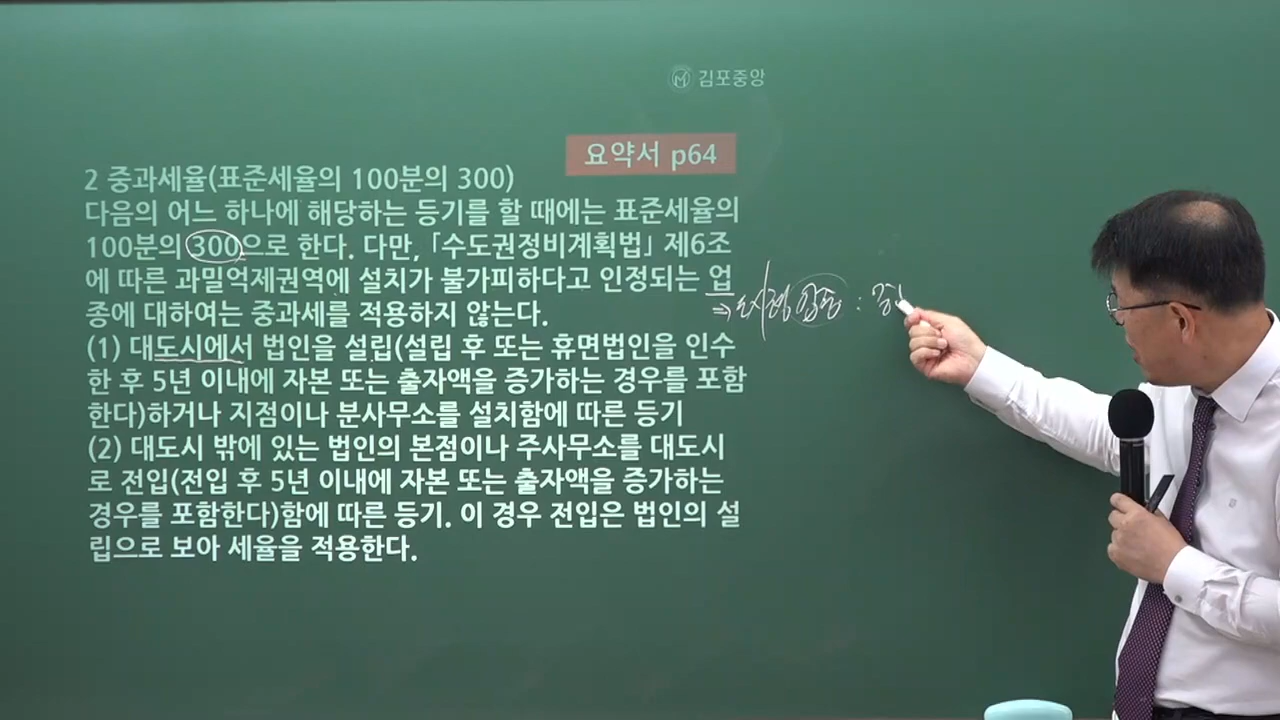 김포중앙
요약서 p64
2 중과세율(표준세율의 100분의 300)
다음의 어느 하나에 해당하는 등기를 할 때에는 표준세율의
100분의 300으로 한다. 다만, 「수도권정비계획법」 제6조
에 따른 과밀억제권역에 설치가 불가피하다고 인정되는 업
종에 대하여는 중과세를 적용하지 않는다.
(1) 대도시에서 법인을 설립(설립 후 또는 휴면법인을 인수
한 후 5년 이내에 자본 또는 출자액을 증가하는 경우를 포함
한다)하거나 지점이나 분사무소를 설치함에 따른 등기
(2) 대도시 밖에 있는 법인의 본점이나 주사무소를 대도시
로 전입(전입 후 5년 이내에 자본 또는 출자액을 증가하는
경우를 포함한다)함에 따른 등기. 이 경우 전입은 법인의 설
립으로 보아 세율을 적용한다.